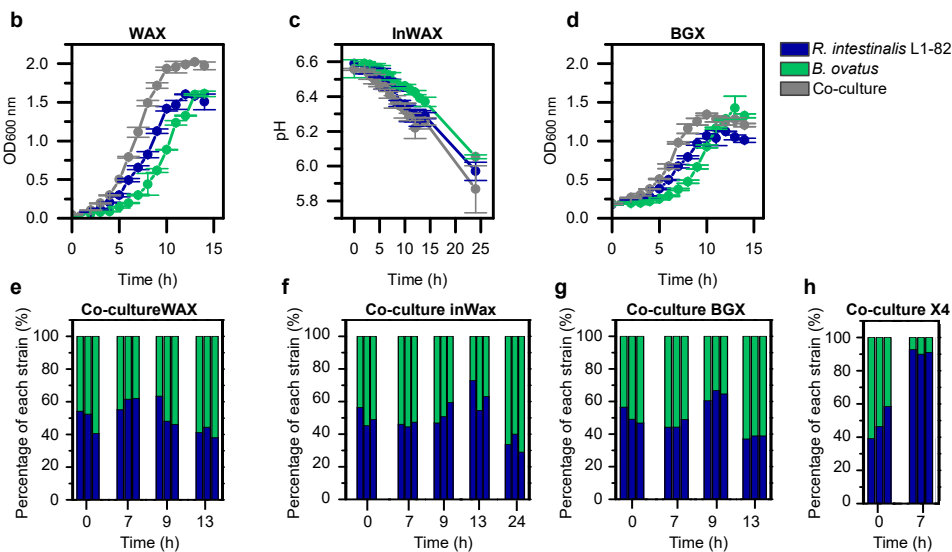 b
WAX
OD600 nm
2.0
1.5
1.0
0.5
0.0
0 5 10 15
Time (h)
c
InWAX
pH
6.6
6.4
6.2
6.0
5.8
0 5 10 15 20 25
Time (h)
d
BGX
OD600 nm
2.0
1.5
1.0
0.5
0.0
0 5 10 15
Time (h)
R. intestinalis L1-82
B. ovatus
Co-culture
e
Co-cultureWAX
Percentage of each strain (%)
100
80
60
40
20
0
0 7 9 13
Time (h)
f
Co-culture inWax
Percentage of each strain (%)
100
80
60
40
20
0
0 7 9 13 24
Time (h)
g
Co-culture BGX
Percentage of each strain (%)
100
80
60
40
20
0
0 7 9 13
Time (h)
h
Co-culture X4
Percentage of each strain (%)
100
80
60
40
20
0
0 7
Time (h)